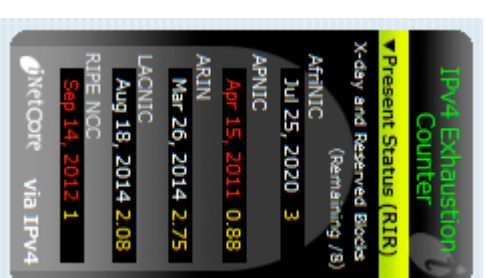 IPv4 Exhaustion
Counter
▼Present Status (RIR)
X-day and Reserved Blocks
(Remaining /8)
AfriNIC
Jul 25, 2020 3
APNIC
Apr 15, 2011 0.88
ARIN
Mar 26, 2014 2.75
LACNIC
Aug 18, 2014 2.08
RIPE NCC
Sep 14, 2012 1
iNetCore via IPv4